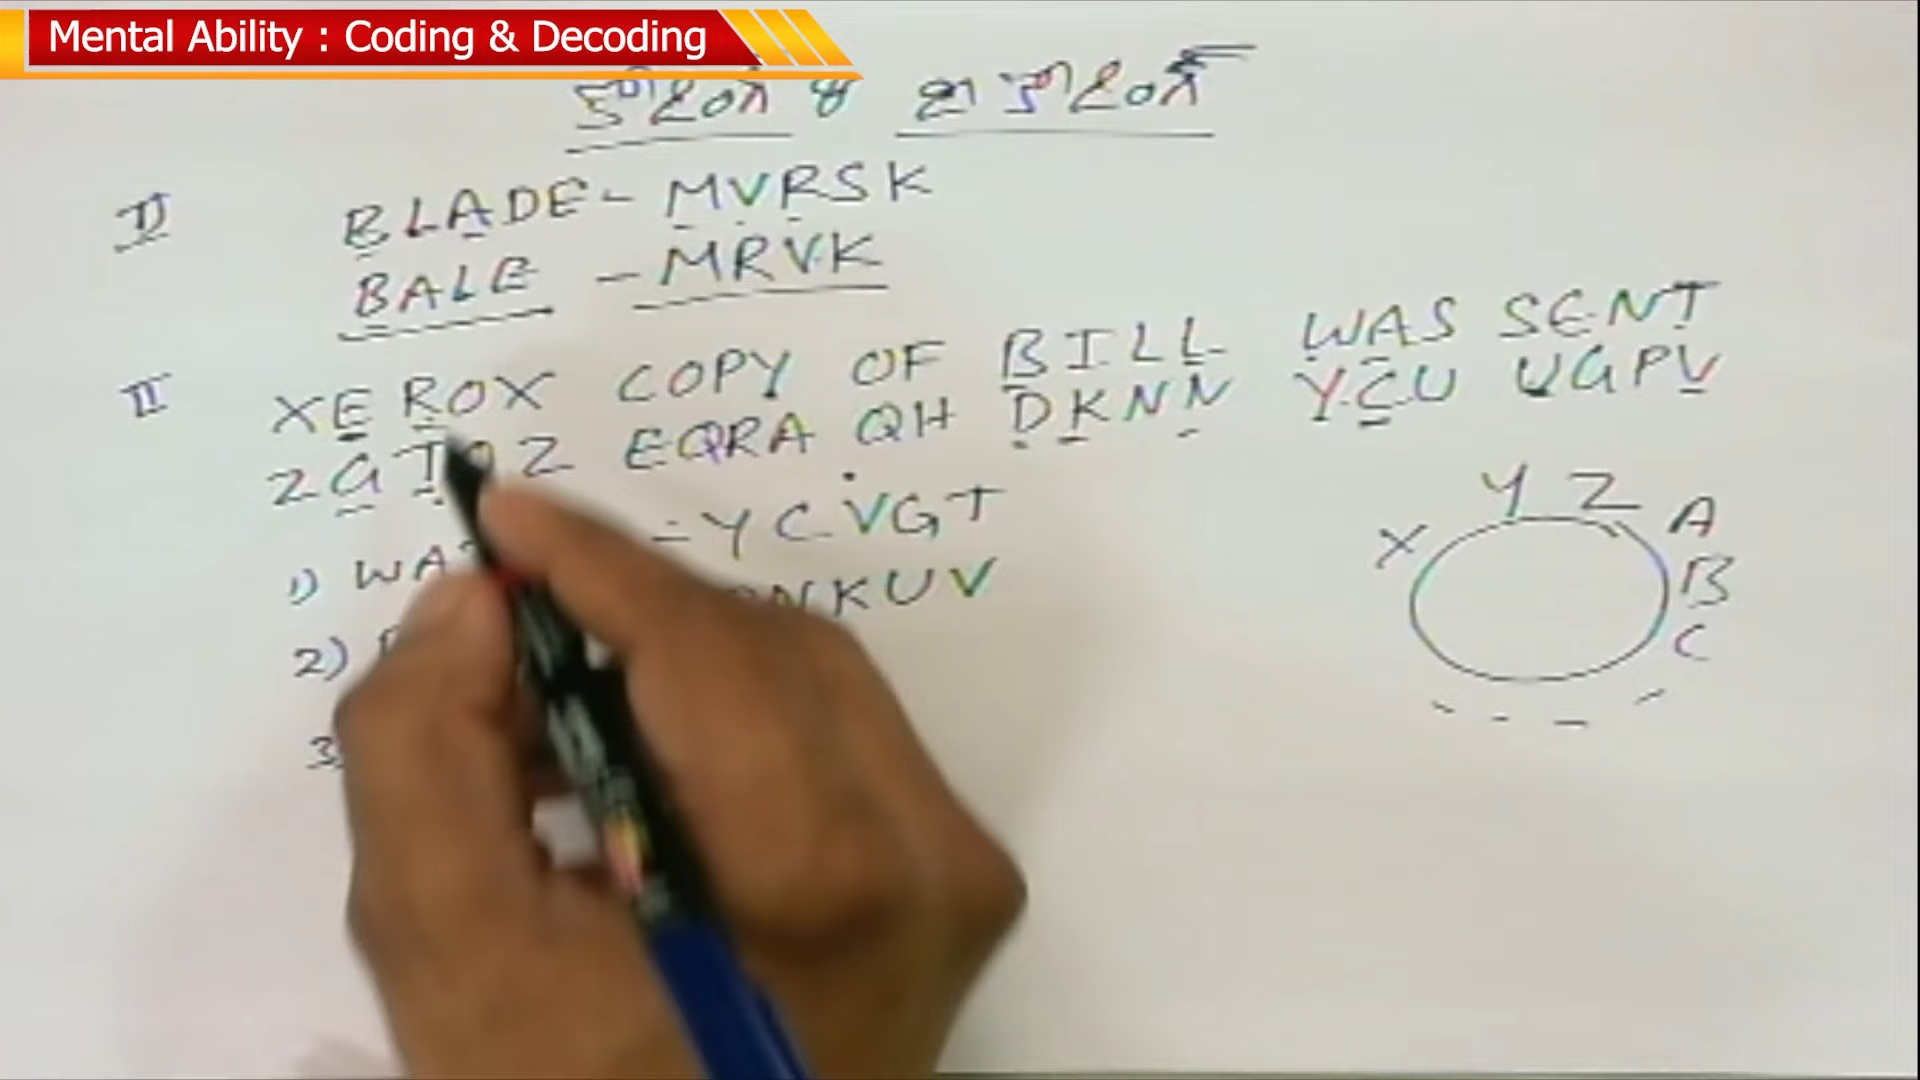 Mental Ability : Coding & Decoding
కోడింగ్ & డీకోడింగ్
I BLADE - MVRSK
BALE - MRVK
II XEROX COPY OF BILL WAS SENT
ZGTQZ EQRA QH DKNN YCU UGPV
1) WAT = YCVGT
2) NKUV
3)
X Y Z A B C